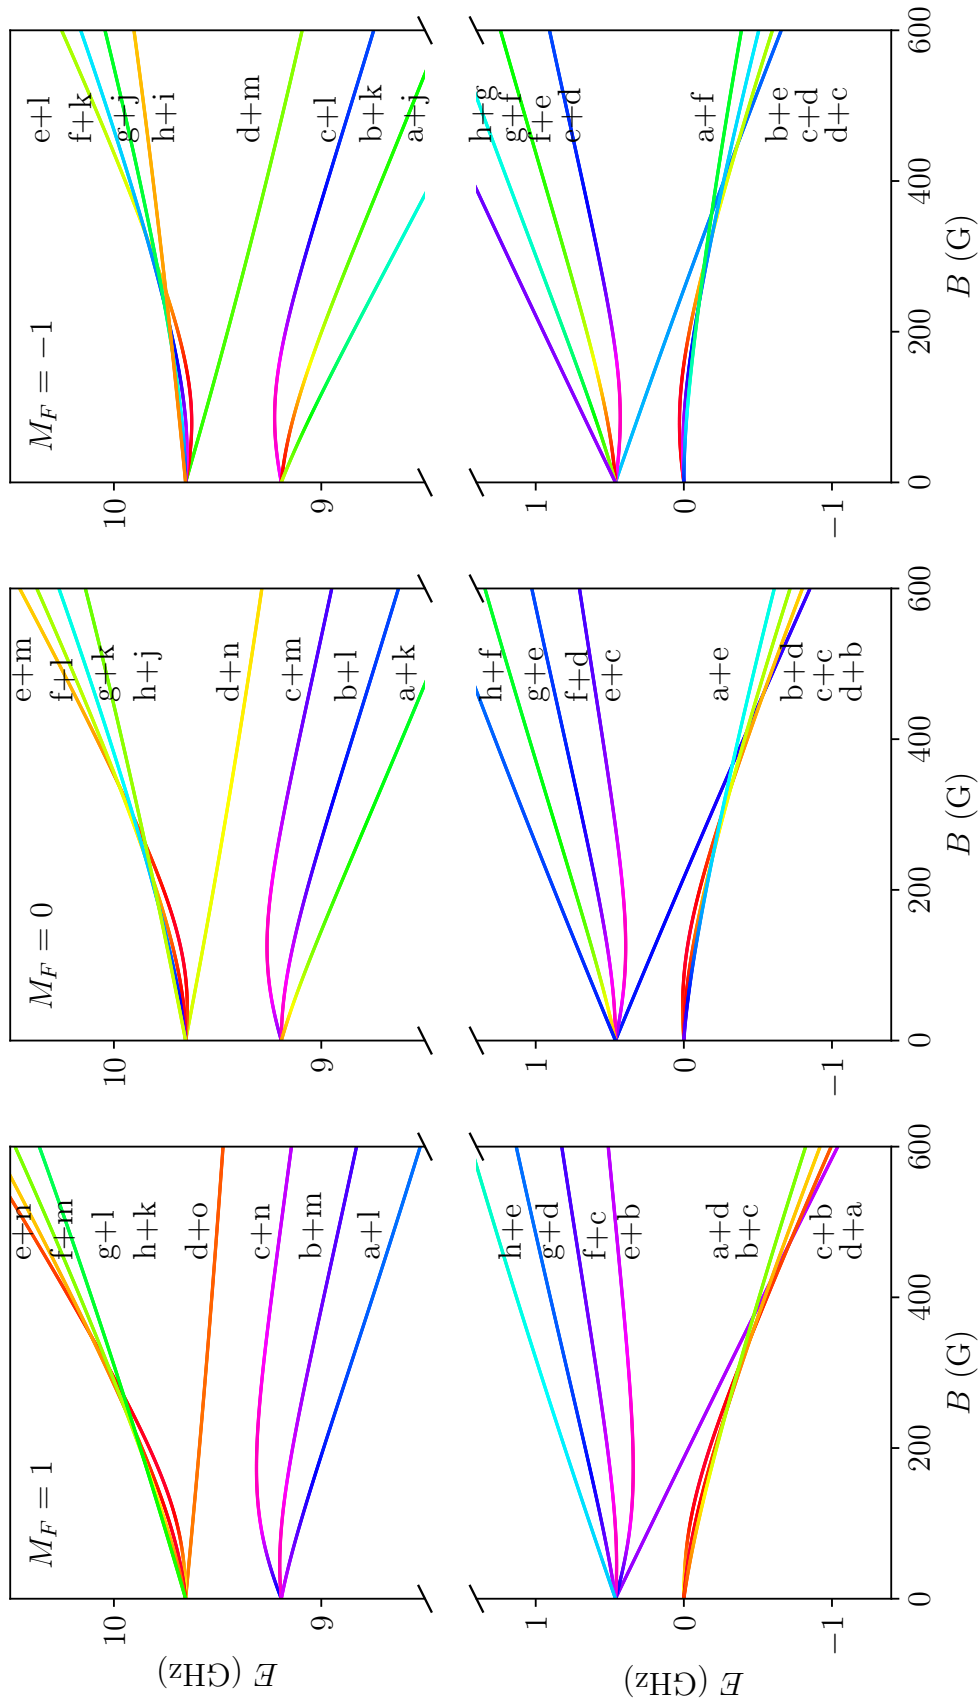 E (GHz)
10
9
M_F = 1
e+n
f+m
g+l
h+k
d+o
c+n
b+m
a+l
10
9
M_F = 0
e+m
f+l
g+k
h+j
d+n
c+m
b+l
a+k
10
9
M_F = −1
e+l
f+k
g+j
h+i
d+m
c+l
b+k
a+j
E (GHz)
1
0
−1
h+e
g+d
f+c
e+b
a+d
b+c
c+b
d+a
0 200 400 600
B (G)
1
0
−1
h+f
g+e
f+d
e+c
a+e
b+d
c+c
d+b
0 200 400 600
B (G)
1
0
−1
h+g
g+f
f+e
e+d
a+f
b+e
c+d
d+c
0 200 400 600
B (G)